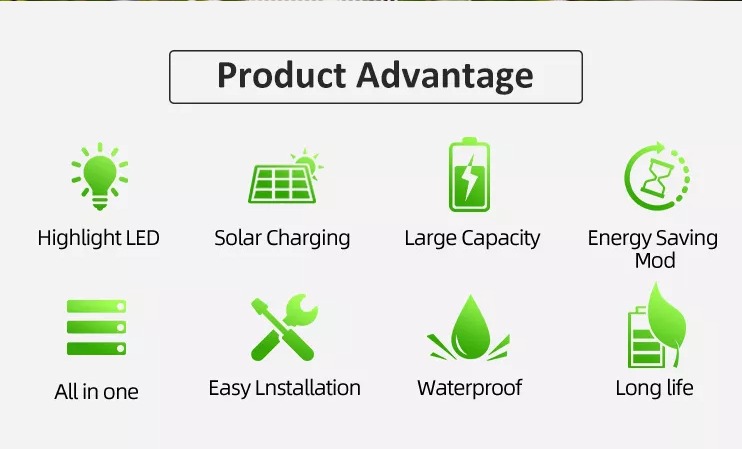 Product Advantage
Highlight LED
Solar Charging
Large Capacity
Energy Saving
Mod
All in one
Easy Lnstallation
Waterproof
Long life